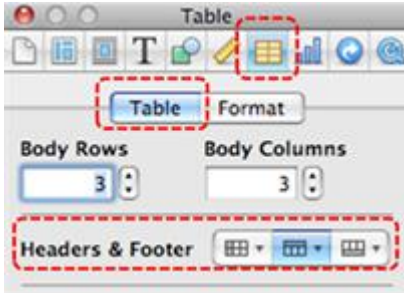 Table
T
Table Format
Body Rows Body Columns
3 3
Headers & Footer